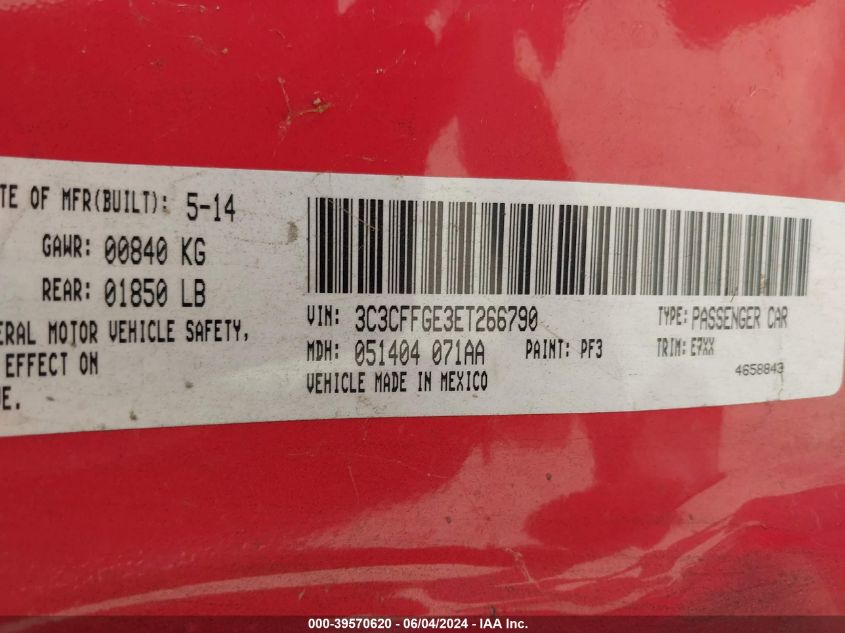 TE OF MFR(BUILT): 5-14
GAWR: 00840 KG
REAR: 01850 LB
ERAL MOTOR VEHICLE SAFETY,
EFFECT ON
E.
VIN: 3C3CFFGE3ET266790
TYPE: PASSENGER CAR
MDH: 051404 071AA
PAINT: PF3
TRIM: E7XX
VEHICLE MADE IN MEXICO
4658843
000-39570620 - 06/04/2024 - IAA Inc.